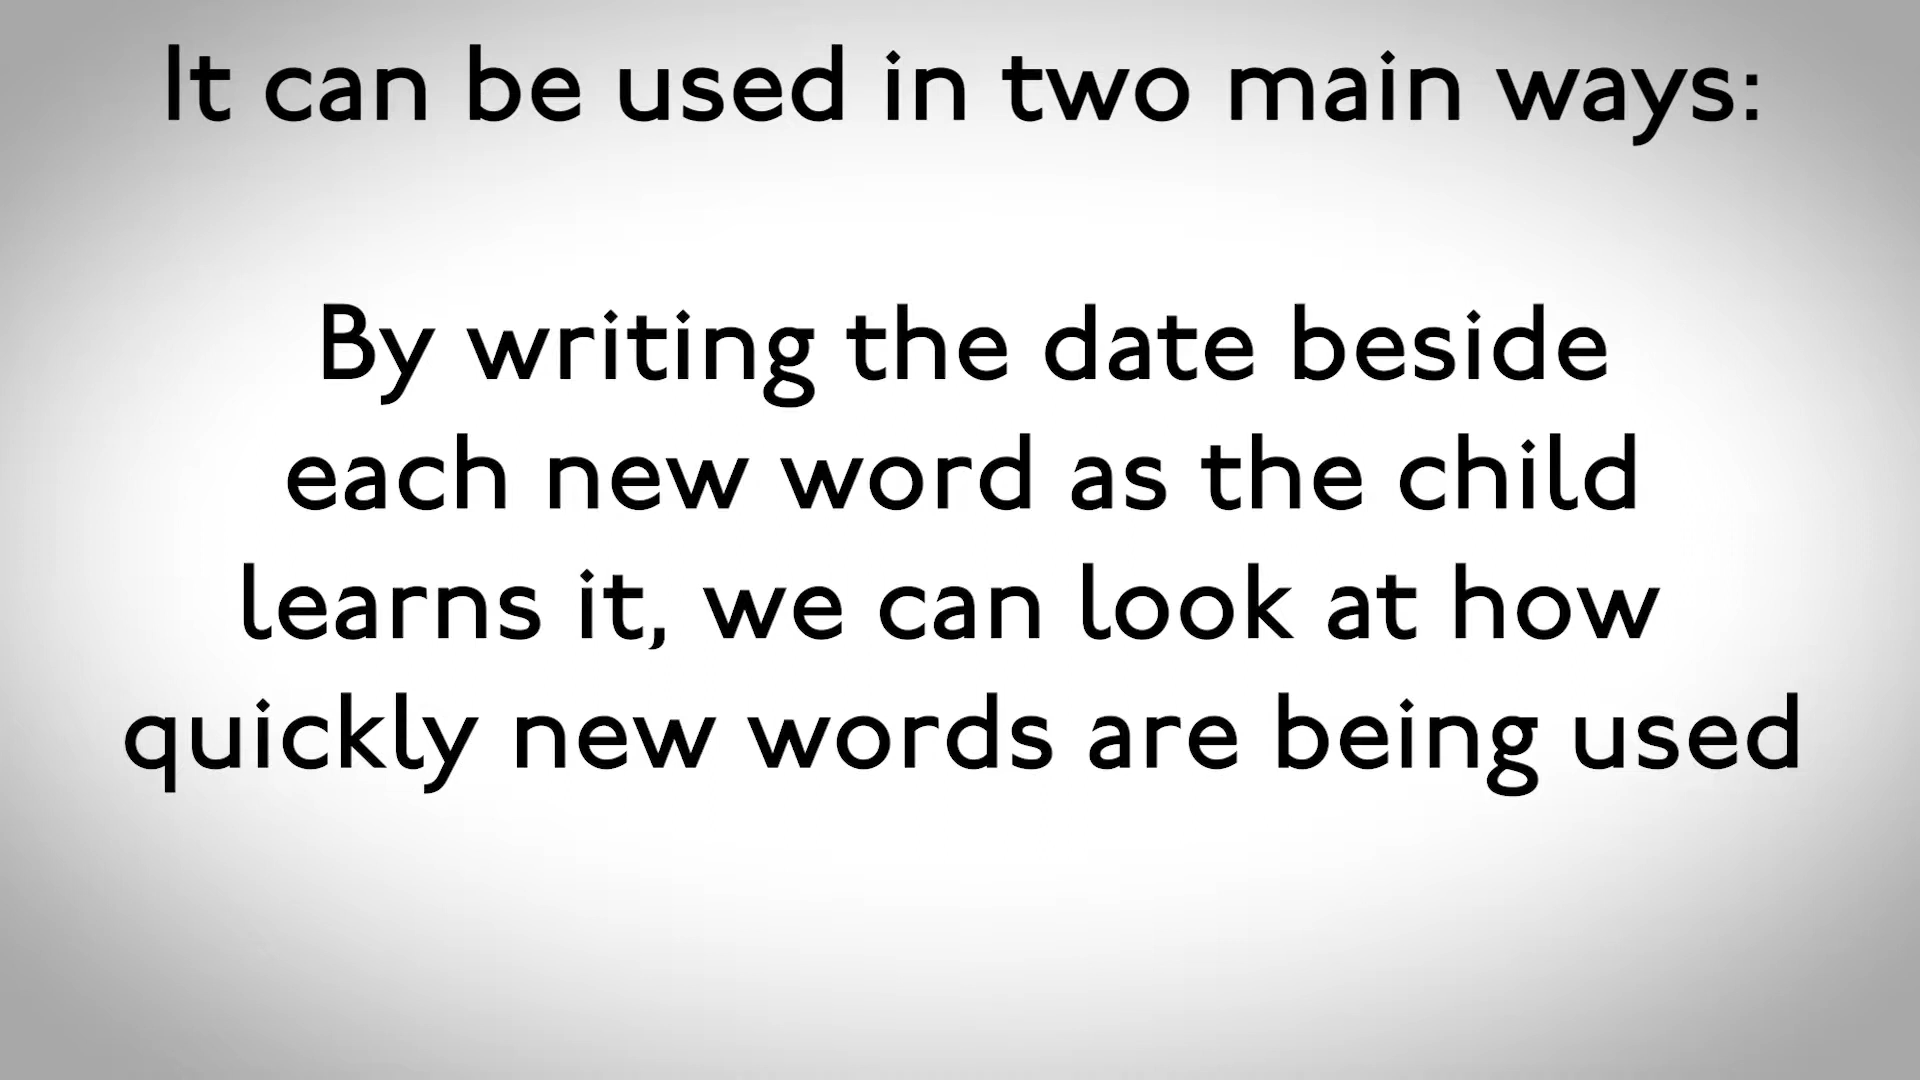 It can be used in two main ways:
By writing the date beside
each new word as the child
learns it, we can look at how
quickly new words are being used